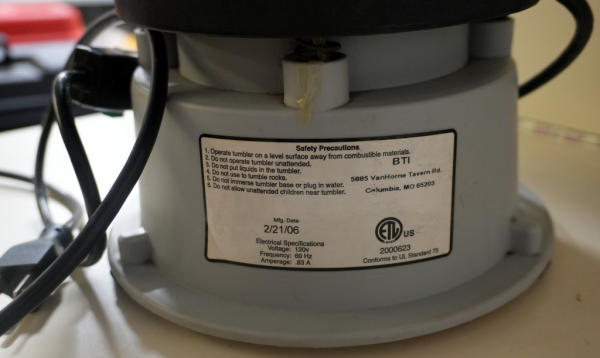 Safety Precautions
1. Operate tumbler on a level surface away from combustible materials.
2. Do not operate tumbler unattended.
3. Do not put liquids in the tumbler.
4. Do not use to tumble rocks.
5. Do not immerse tumbler base or plug in water.
6. Do not allow unattended children near tumbler.
BTI
5885 VanHorne Tavern Rd.
Columbia, MO 65203
Mfg. Date
2/21/06
Electrical Specifications
Voltage: 120v
Frequency: 60 Hz
Amperage: .83 A
ETL US
2000623
Conforms to UL Standard 73